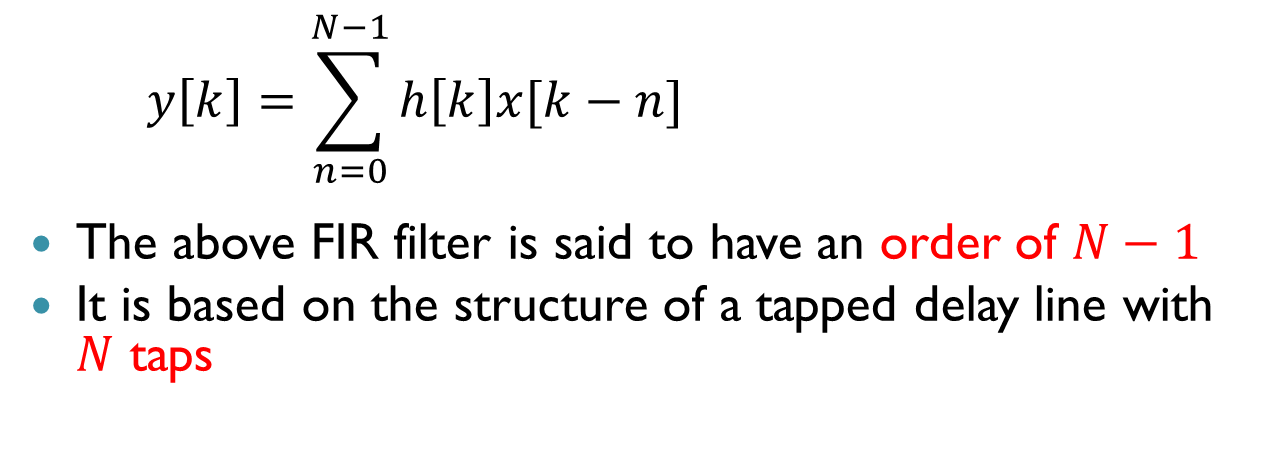 N−1
y[k] = ∑ h[k]x[k − n]
n=0
• The above FIR filter is said to have an order of N − 1
• It is based on the structure of a tapped delay line with
N taps